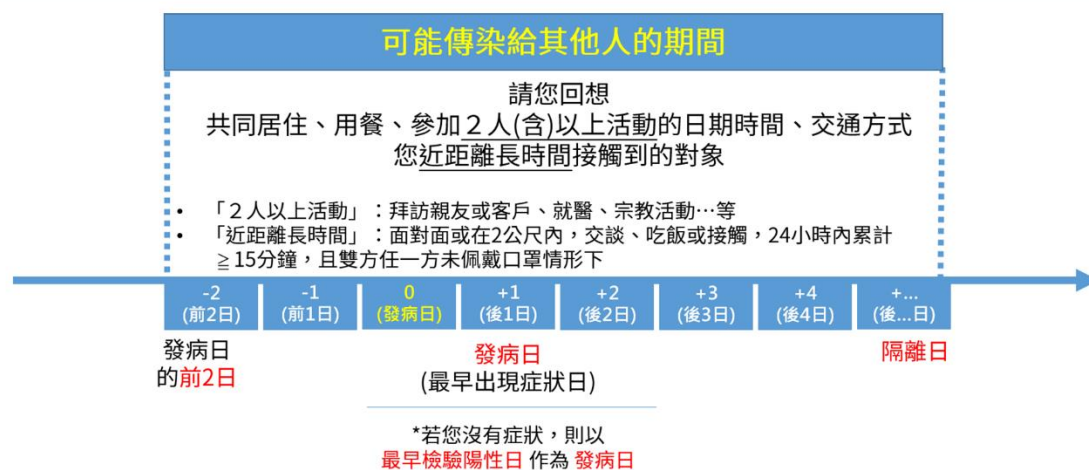 可能傳染給其他人的期間
請您回想
共同居住、用餐、參加２人(含)以上活動的日期時間、交通方式
您近距離長時間接觸到的對象
• 「２人以上活動」：拜訪親友或客戶、就醫、宗教活動…等
• 「近距離長時間」：面對面或在2公尺內，交談、吃飯或接觸，24小時內累計
≧15分鐘，且雙方任一方未佩戴口罩情形下
-2 -1 0 +1 +2 +3 +4 +...
(前2日) (前1日) (發病日) (後1日) (後2日) (後3日) (後4日) (後...日)
發病日 發病日 隔離日
的前2日 (最早出現症狀日)
*若您沒有症狀，則以
最早檢驗陽性日 作為 發病日